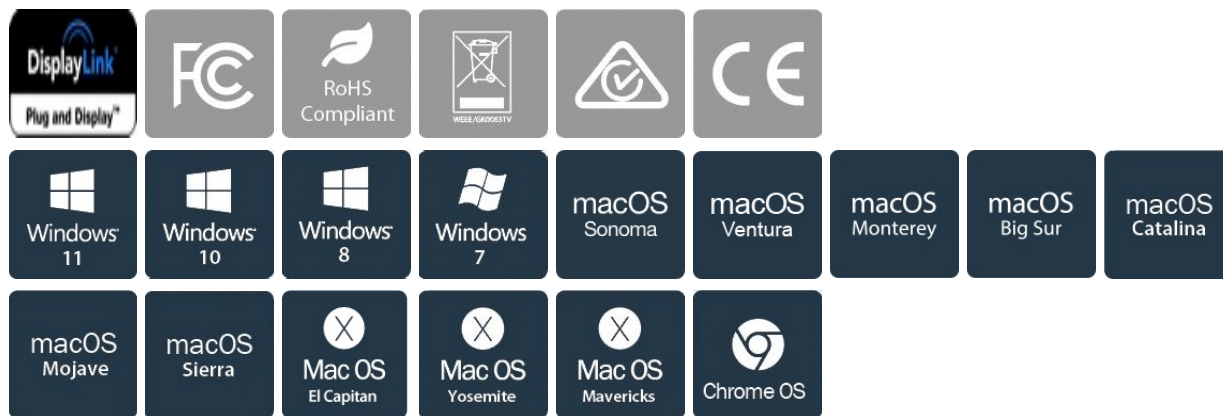 DisplayLink
Plug and Display™
FC
RoHS
Compliant
WEEE/GK0063TV
CE
Windows
11
Windows
10
Windows
8
Windows
7
macOS
Sonoma
macOS
Ventura
macOS
Monterey
macOS
Big Sur
macOS
Catalina
macOS
Mojave
macOS
Sierra
X
Mac OS
El Capitan
X
Mac OS
Yosemite
X
Mac OS
Mavericks
Chrome OS